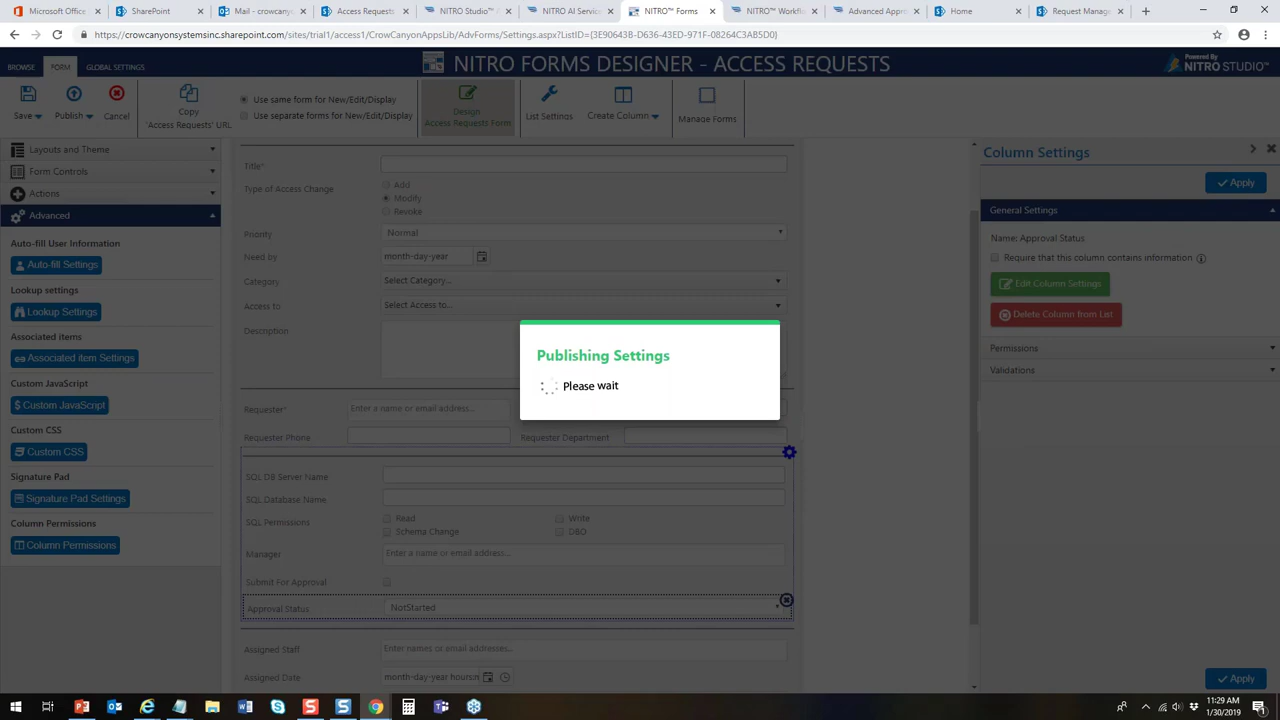 Microsoft Office
SharePoint
Mail - crowcany
Access Requests
NITRO Studio™ A
NITRO AI Service
NITRO™ Forms
NITRO™ Workflo
Advanced Appro
Home
Request Manage
https://crowcanyonsystemsinc.sharepoint.com/sites/trial1/access1/CrowCanyonAppsLib/AdvForms/Settings.aspx?ListID={3E90643B-D636-43ED-971F-08264C3AB5D0}
BROWSE
FORM
GLOBAL SETTINGS
NITRO FORMS DESIGNER - ACCESS REQUESTS
Powered By
NITRO STUDIO™
Save
Publish
Cancel
Copy
'Access Requests' URL
Use same form for New/Edit/Display
Use separate forms for New/Edit/Display
Design
Access Requests Form
List Settings
Create Column
Manage Forms
Layouts and Theme
Form Controls
Actions
Advanced
Auto-fill User Information
Auto-fill Settings
Lookup settings
Lookup Settings
Associated items
Associated item Settings
Custom JavaScript
Custom JavaScript
Custom CSS
Custom CSS
Signature Pad
Signature Pad Settings
Column Permissions
Column Permissions
Title*
Type of Access Change
Add
Modify
Revoke
Priority
Normal
Need by
month-day-year
Category
Select Category...
Access to
Select Access to...
Description
Requester*
Enter a name or email address...
Requester Phone
Requester Department
SQL DB Server Name
SQL Database Name
SQL Permissions
Read
Write
Schema Change
DBO
Manager
Enter a name or email address...
Submit For Approval
Approval Status
NotStarted
Assigned Staff
Enter names or email addresses...
Assigned Date
month-day-year hours:m
Publishing Settings
Please wait
Column Settings
Apply
General Settings
Name: Approval Status
Require that this column contains information
Edit Column Settings
Delete Column from List
Permissions
Validations
Apply
11:29 AM
1/30/2019